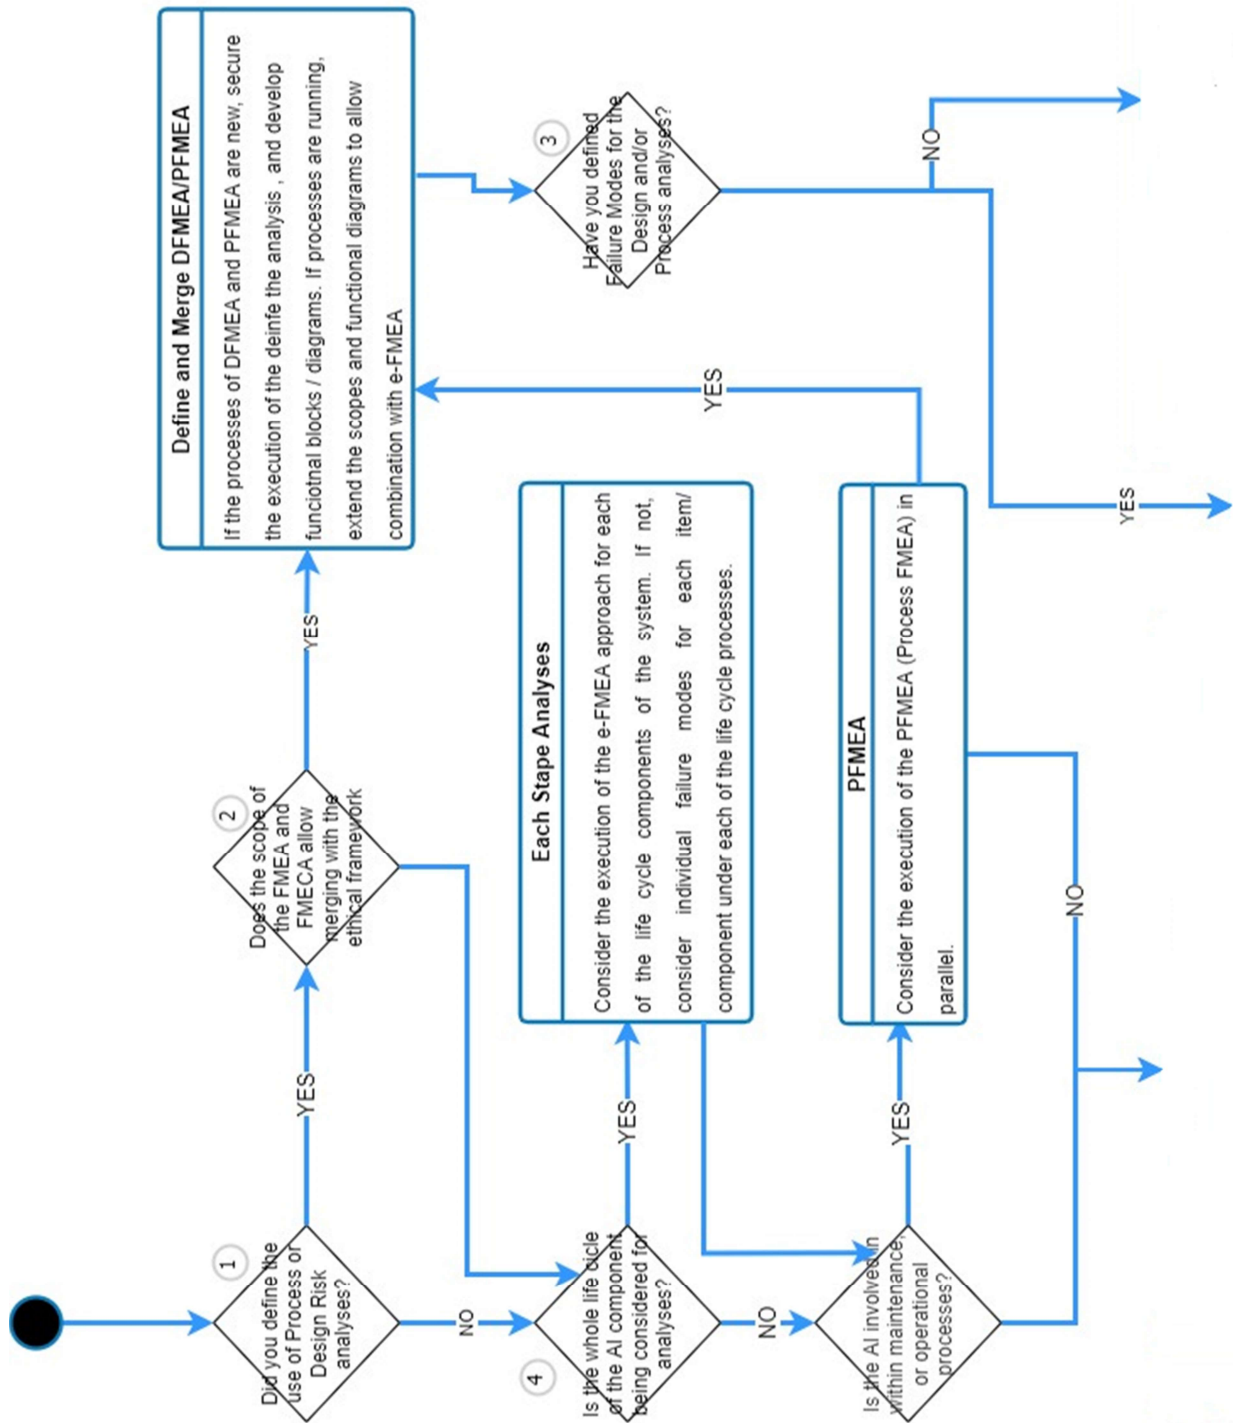 1
Did you define the
use of Process or
Design Risk
analyses?
YES
NO
2
Does the scope of
the FMEA and
FMECA allow
merging with the
ethical framework
YES
Define and Merge DFMEA/PFMEA
If the processes of DFMEA and PFMEA are new, secure
the execution of the deinfe the analysis , and develop
funciotnal blocks / diagrams. If processes are running,
extend the scopes and functional diagrams to allow
combination with e-FMEA
3
Have you defined
Failure Modes for the
Design and/or
Process analyses?
NO
YES
4
Is the whole life cicle
of the AI component
being considered for
analyses?
YES
NO
Each Stape Analyses
Consider the execution of the e-FMEA approach for each
of the life cycle components of the system. If not,
consider individual failure modes for each item/
component under each of the life cycle processes.
Is the AI involved in
within maintenance,
or operational
processes?
YES
PFMEA
Consider the execution of the PFMEA (Process FMEA) in
parallel.
YES
NO